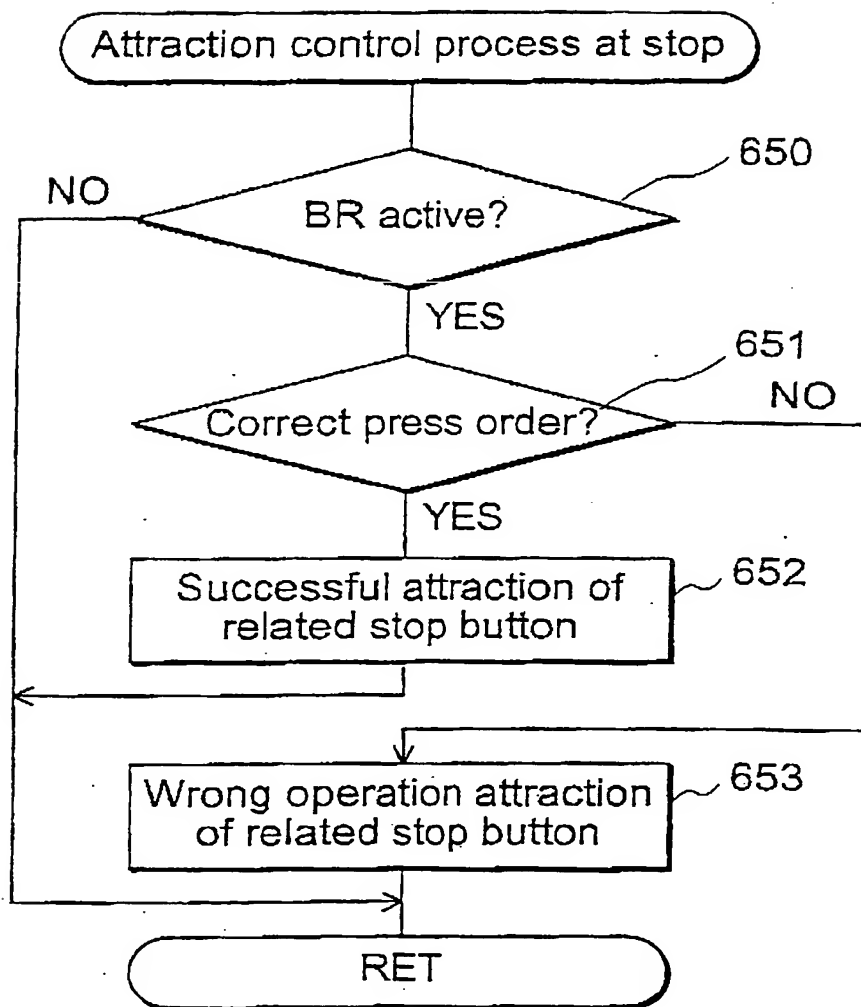 Attraction control process at stop
650
NO
BR active?
YES
651
NO
Correct press order?
YES
652
Successful attraction of
related stop button
653
Wrong operation attraction
of related stop button
RET